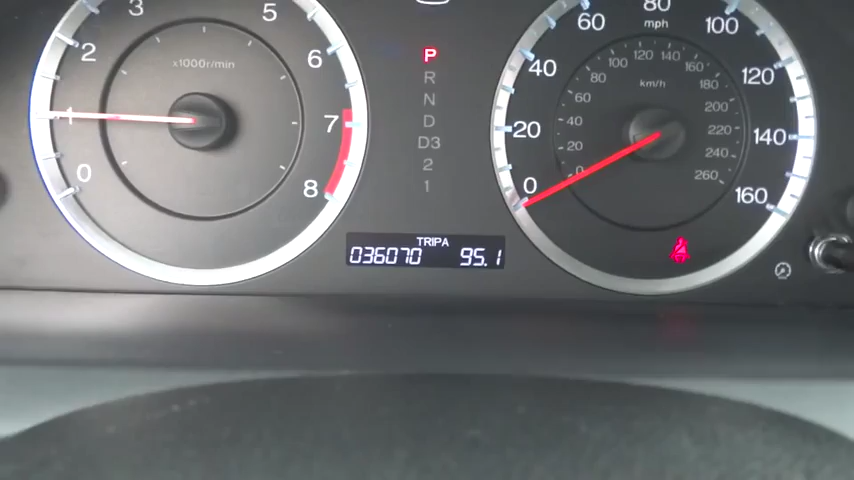 3 5
2 6
x1000r/min
1 7
0 8
P
R
N
D
D3
2
1
80
60 100
mph
40 120
20 140
0 160
100 120 140 160
80 180
km/h
60 200
40 220
20 240
0 260
TRIP A
036070 95.1